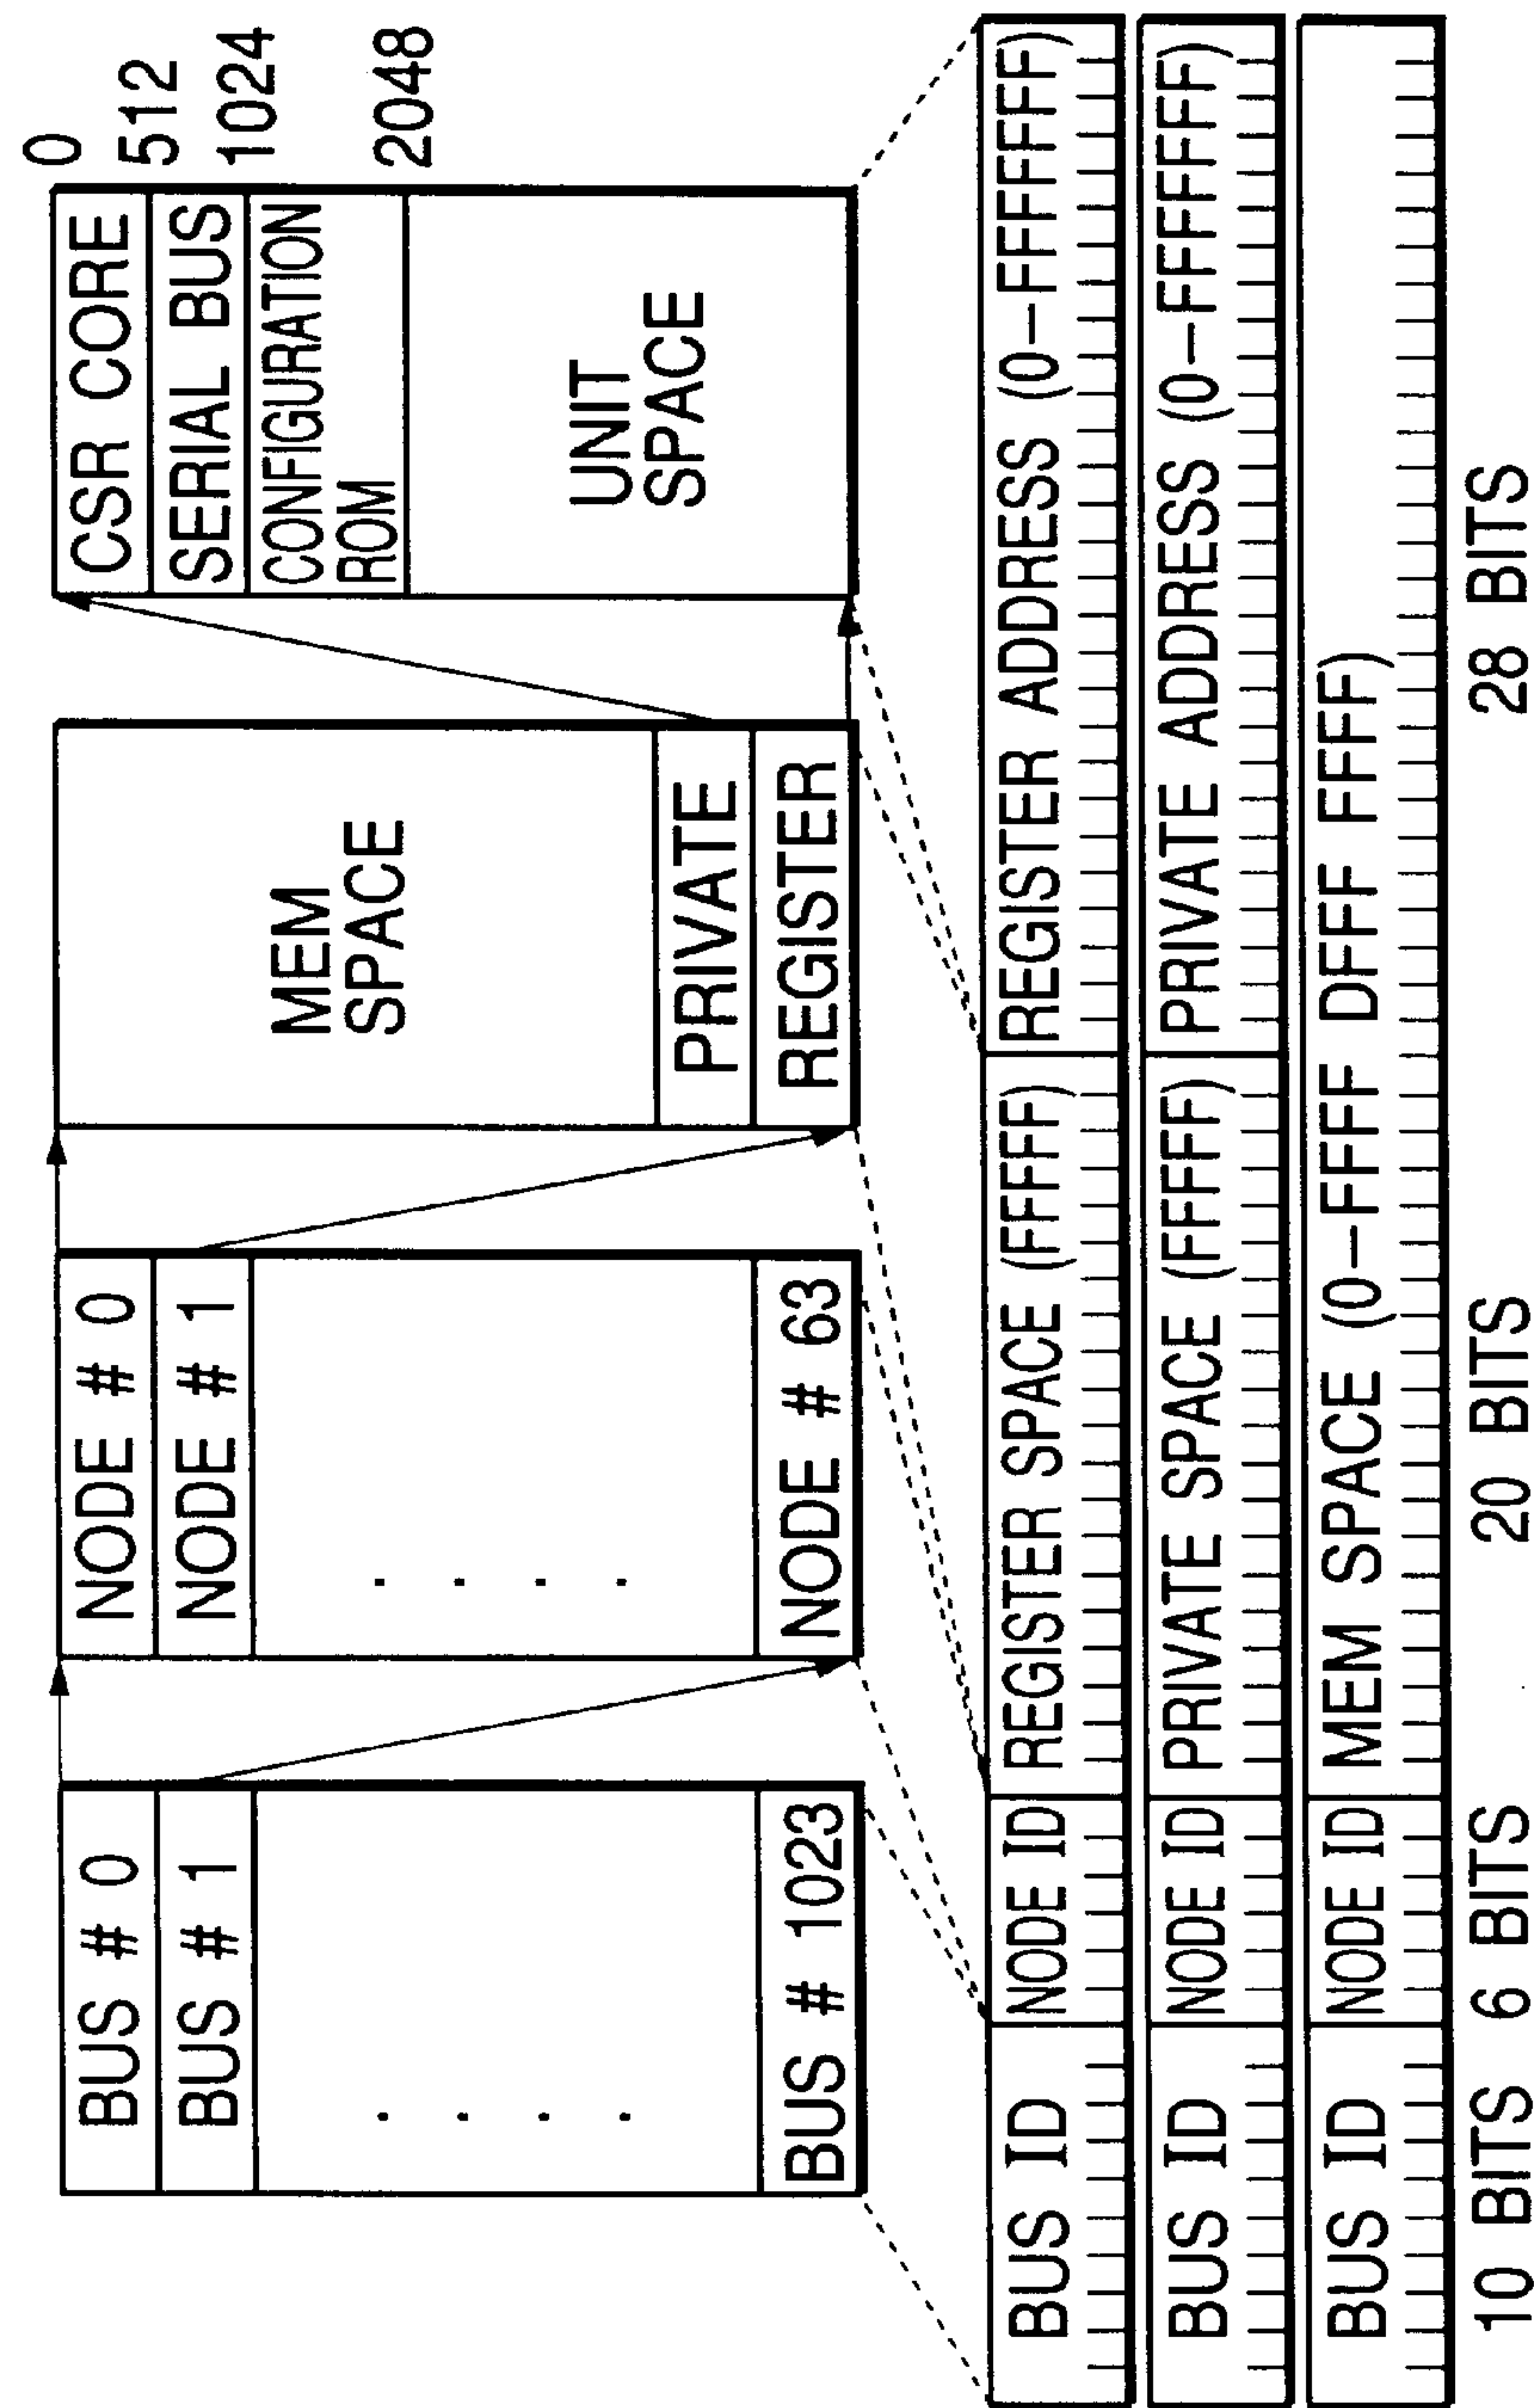 BUS # 0
BUS # 1
. . . .
BUS # 1023
NODE # 0
NODE # 1
. . . .
NODE # 63
MEM
SPACE
PRIVATE
REGISTER
CSR CORE
SERIAL BUS
CONFIGURATION
ROM
UNIT
SPACE
0
512
1024
2048
BUS ID NODE ID REGISTER SPACE (FFFFF) REGISTER ADDRESS (0–FFFFFFF)
BUS ID NODE ID PRIVATE SPACE (FFFFF) PRIVATE ADDRESS (0–FFFFFFF)
BUS ID NODE ID MEM SPACE (0–FFFF DFFF FFFF)
10 BITS 6 BITS 20 BITS 28 BITS